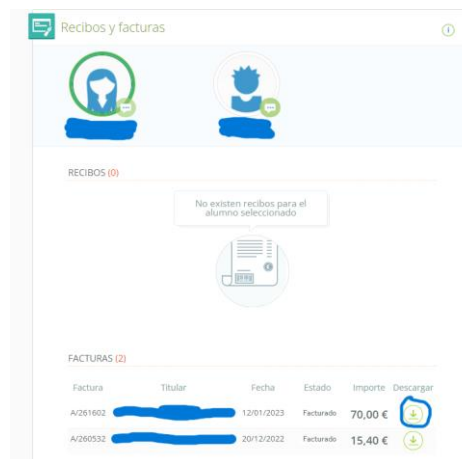 Recibos y facturas
RECIBOS (0)
No existen recibos para el
alumno seleccionado
FACTURAS (2)
Factura Titular Fecha Estado Importe Descargar
A/261602 12/01/2023 Facturado 70,00 €
A/260532 20/12/2022 Facturado 15,40 €